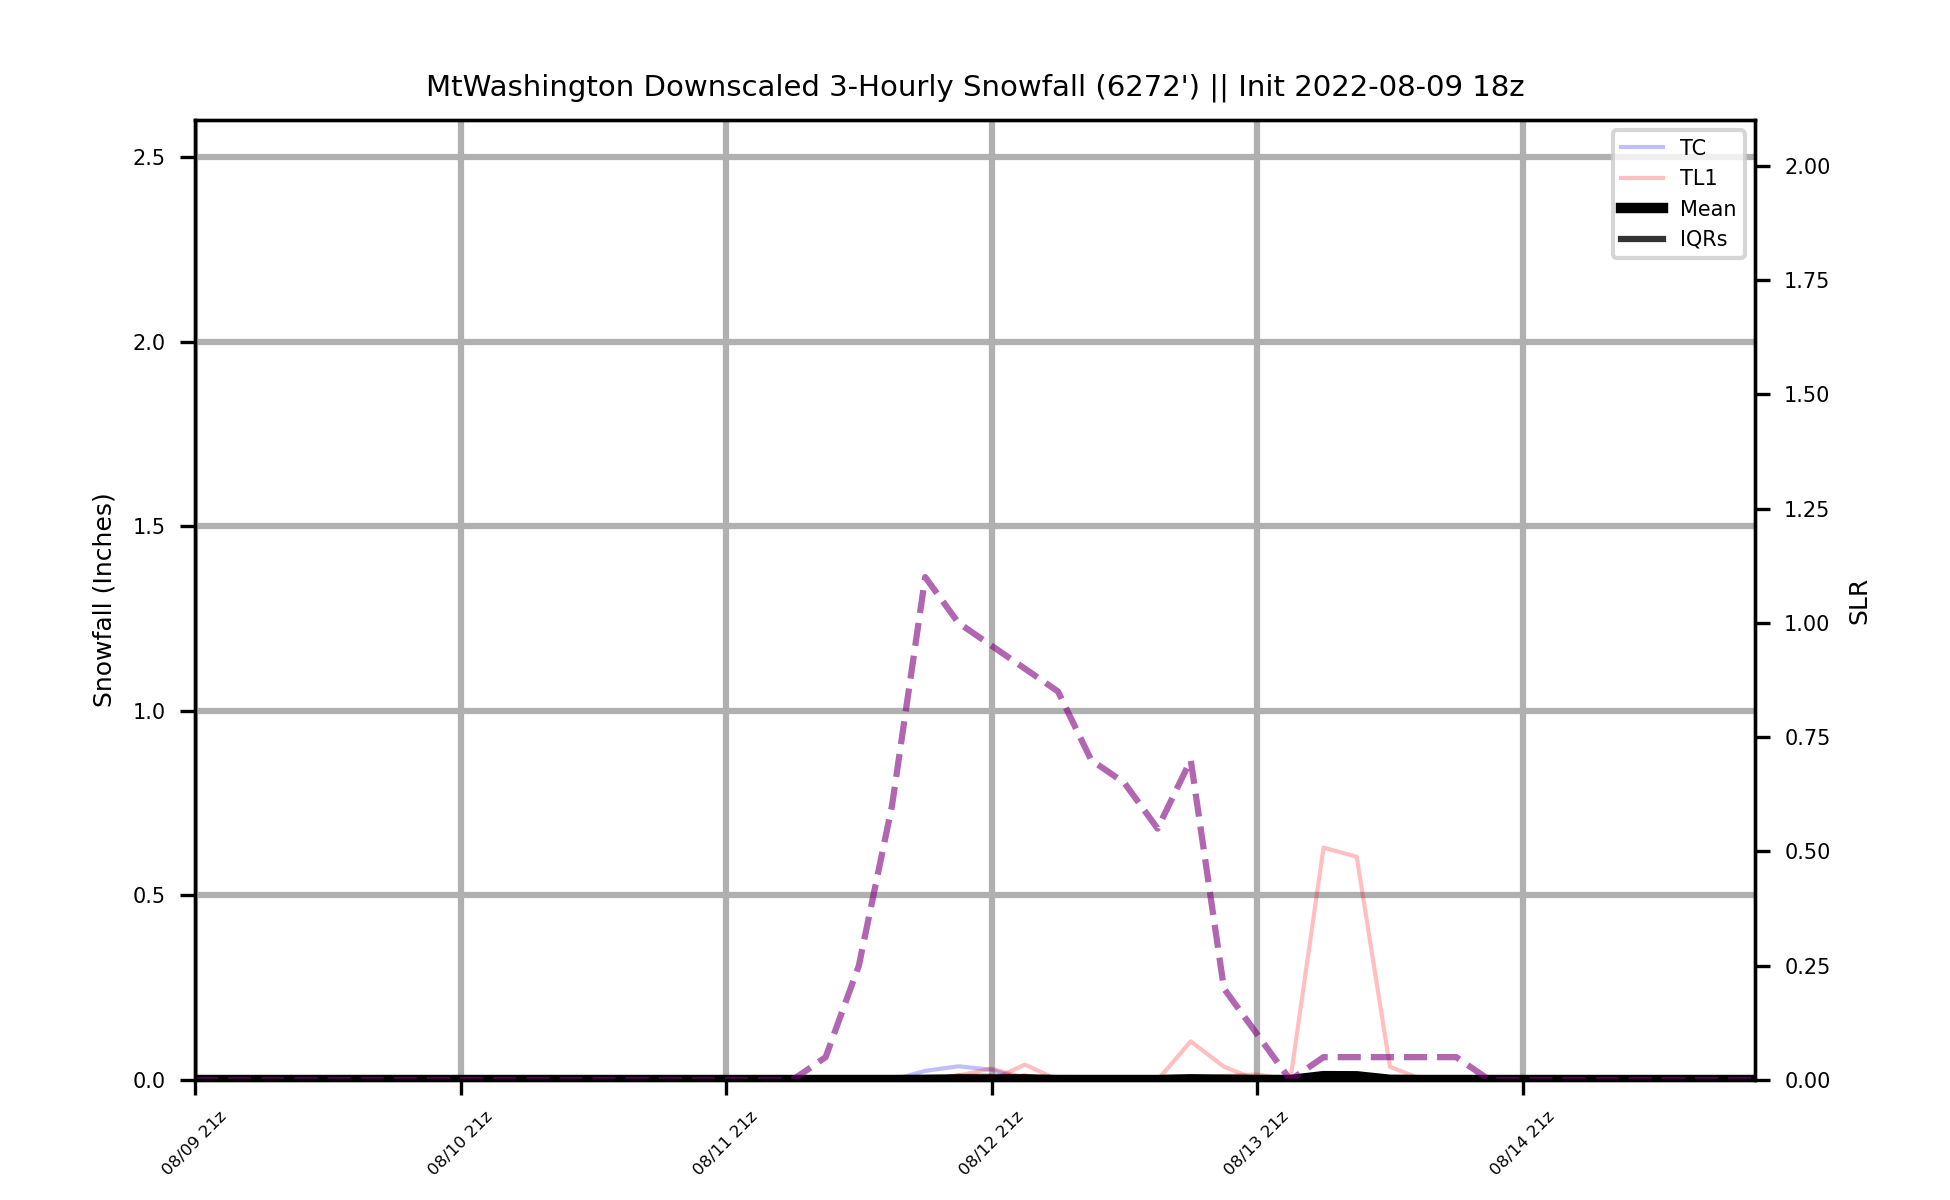 MtWashington Downscaled 3-Hourly Snowfall (6272') || Init 2022-08-09 18z
TC
TL1
Mean
IQRs
Snowfall (Inches)
2.5
2.0
1.5
1.0
0.5
0.0
2.00
1.75
1.50
1.25
1.00
0.75
0.50
0.25
0.00
SLR
08/09 21z
08/10 21z
08/11 21z
08/12 21z
08/13 21z
08/14 21z